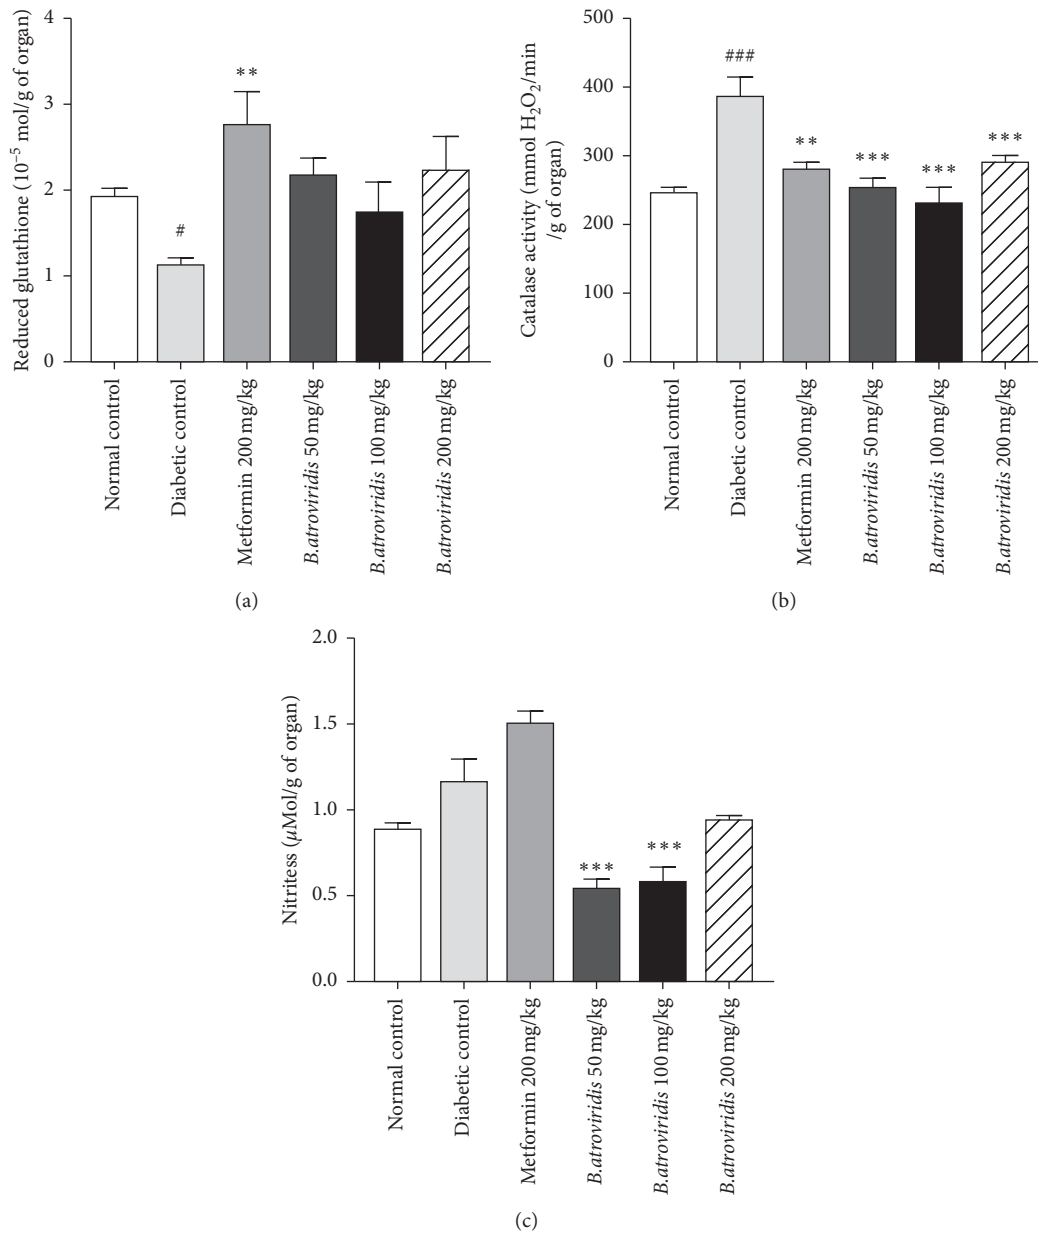 Reduced glutathione (10⁻⁵ mol/g of organ)
4
3
2
1
0
#
**
Normal control
Diabetic control
Metformin 200 mg/kg
B.atroviridis 50 mg/kg
B.atroviridis 100 mg/kg
B.atroviridis 200 mg/kg
(a)
Catalase activity (mmol H₂O₂/min
/g of organ)
500
400
300
200
100
0
###
**
***
***
***
Normal control
Diabetic control
Metformin 200 mg/kg
B.atroviridis 50 mg/kg
B.atroviridis 100 mg/kg
B.atroviridis 200 mg/kg
(b)
Nitritess (μMol/g of organ)
2.0
1.5
1.0
0.5
0.0
***
***
Normal control
Diabetic control
Metformin 200 mg/kg
B.atroviridis 50 mg/kg
B.atroviridis 100 mg/kg
B.atroviridis 200 mg/kg
(c)